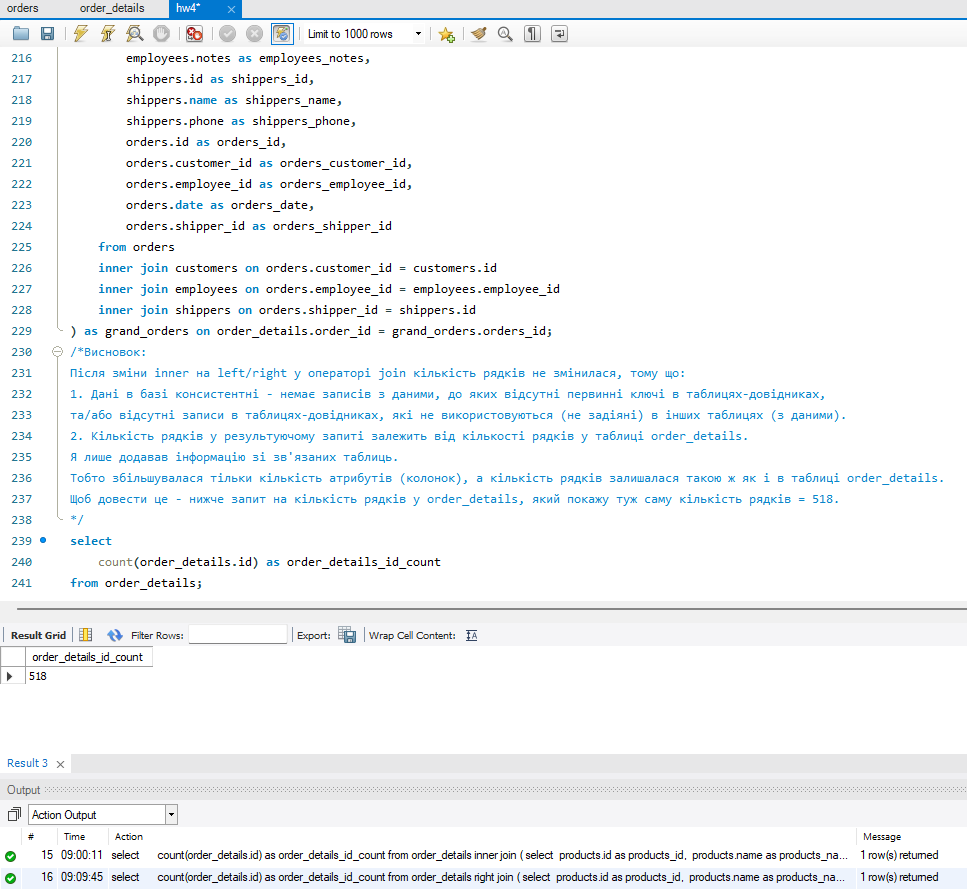 orders order_details hw4*
Limit to 1000 rows
216 employees.notes as employees_notes,
217 shippers.id as shippers_id,
218 shippers.name as shippers_name,
219 shippers.phone as shippers_phone,
220 orders.id as orders_id,
221 orders.customer_id as orders_customer_id,
222 orders.employee_id as orders_employee_id,
223 orders.date as orders_date,
224 orders.shipper_id as orders_shipper_id
225 from orders
226 inner join customers on orders.customer_id = customers.id
227 inner join employees on orders.employee_id = employees.employee_id
228 inner join shippers on orders.shipper_id = shippers.id
229 ) as grand_orders on order_details.order_id = grand_orders.orders_id;
230 /*Висновок:
231 Після зміни inner на left/right у операторі join кількість рядків не змінилася, тому що:
232 1. Дані в базі консистентні - немає записів з даними, до яких відсутні первинні ключі в таблицях-довідниках,
233 та/або відсутні записи в таблицях-довідниках, які не використовуються (не задіяні) в інших таблицях (з даними).
234 2. Кількість рядків у результуючому запиті залежить від кількості рядків у таблиці order_details.
235 Я лише додавав інформацію зі зв'язаних таблиць.
236 Тобто збільшувалася тільки кількість атрибутів (колонок), а кількість рядків залишалася такою ж як і в таблиці order_details.
237 Щоб довести це - нижче запит на кількість рядків у order_details, який покажу туж саму кількість рядків = 518.
238 */
239 select
240 count(order_details.id) as order_details_id_count
241 from order_details;
Result Grid Filter Rows: Export: Wrap Cell Content:
order_details_id_count
518
Result 3
Output
Action Output
# Time Action Message
15 09:00:11 select count(order_details.id) as order_details_id_count from order_details inner join ( select products.id as products_id, products.name as products_na... 1 row(s) returned
16 09:09:45 select count(order_details.id) as order_details_id_count from order_details right join ( select products.id as products_id, products.name as products_na... 1 row(s) returned